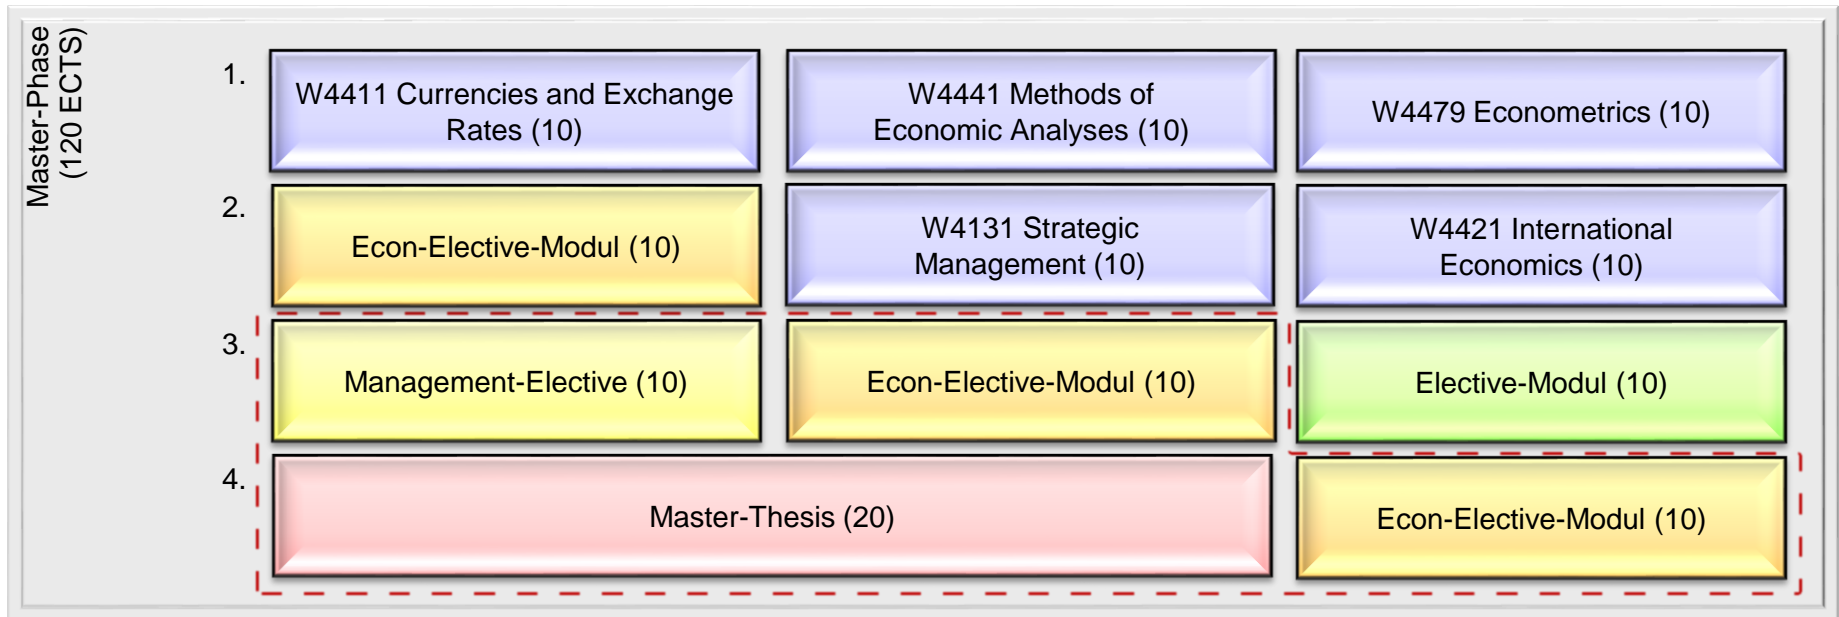 Master-Phase
(120 ECTS)
1.
W4411 Currencies and Exchange
Rates (10)
W4441 Methods of
Economic Analyses (10)
W4479 Econometrics (10)
2.
Econ-Elective-Modul (10)
W4131 Strategic
Management (10)
W4421 International
Economics (10)
3.
Management-Elective (10)
Econ-Elective-Modul (10)
Elective-Modul (10)
4.
Master-Thesis (20)
Econ-Elective-Modul (10)